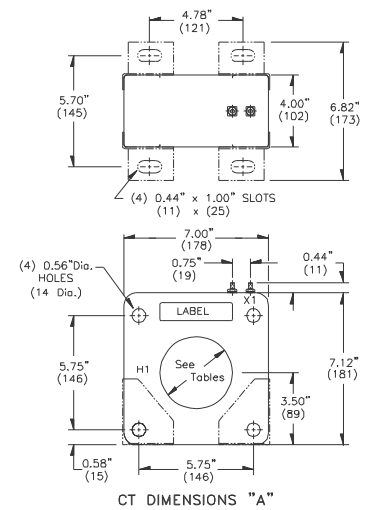 4.78"
(121)
5.70"
(145)
4.00"
(102)
6.82"
(173)
(4) 0.44" x 1.00" SLOTS
(11) x (25)
7.00"
(178)
(4) 0.56"Dia.
HOLES
(14 Dia.)
0.75"
(19)
0.44"
(11)
X1
LABEL
5.75"
(146)
H1
See
Tables
7.12"
(181)
3.50"
(89)
0.58"
(15)
5.75"
(146)
CT DIMENSIONS "A"